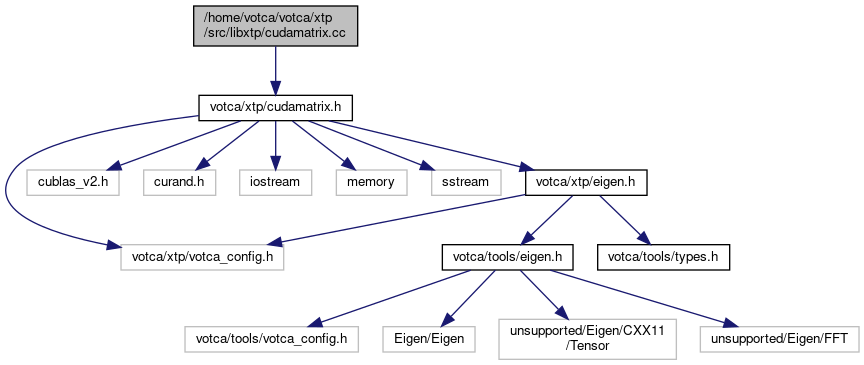 /home/votca/votca/xtp
/src/libxtp/cudamatrix.cc
votca/xtp/cudamatrix.h
cublas_v2.h
curand.h
iostream
memory
sstream
votca/xtp/eigen.h
votca/xtp/votca_config.h
votca/tools/eigen.h
votca/tools/types.h
votca/tools/votca_config.h
Eigen/Eigen
unsupported/Eigen/CXX11
/Tensor
unsupported/Eigen/FFT